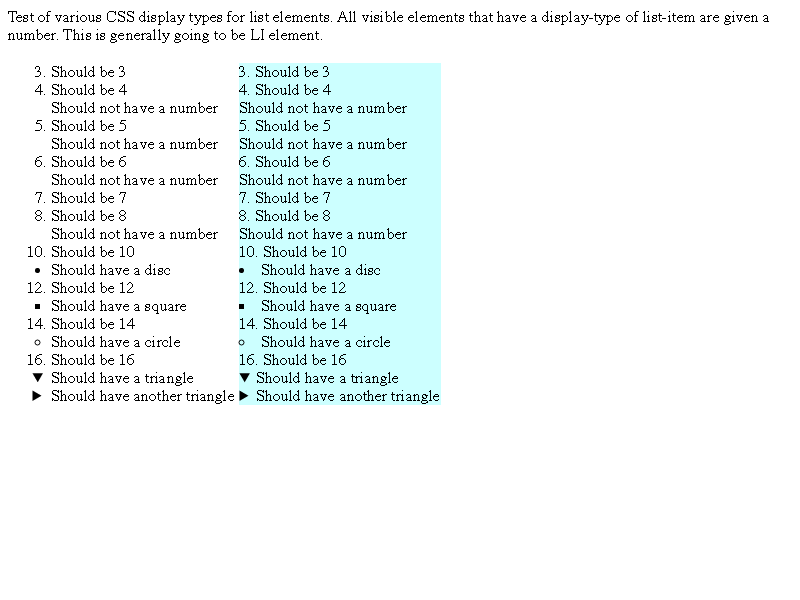 Test of various CSS display types for list elements. All visible elements that have a display-type of list-item are given a
number. This is generally going to be LI element.
3. Should be 3
4. Should be 4
Should not have a number
5. Should be 5
Should not have a number
6. Should be 6
Should not have a number
7. Should be 7
8. Should be 8
Should not have a number
10. Should be 10
• Should have a disc
12. Should be 12
▪ Should have a square
14. Should be 14
◦ Should have a circle
16. Should be 16
▼ Should have a triangle
▶ Should have another triangle
3. Should be 3
4. Should be 4
Should not have a number
5. Should be 5
Should not have a number
6. Should be 6
Should not have a number
7. Should be 7
8. Should be 8
Should not have a number
10. Should be 10
• Should have a disc
12. Should be 12
▪ Should have a square
14. Should be 14
◦ Should have a circle
16. Should be 16
▼ Should have a triangle
▶ Should have another triangle